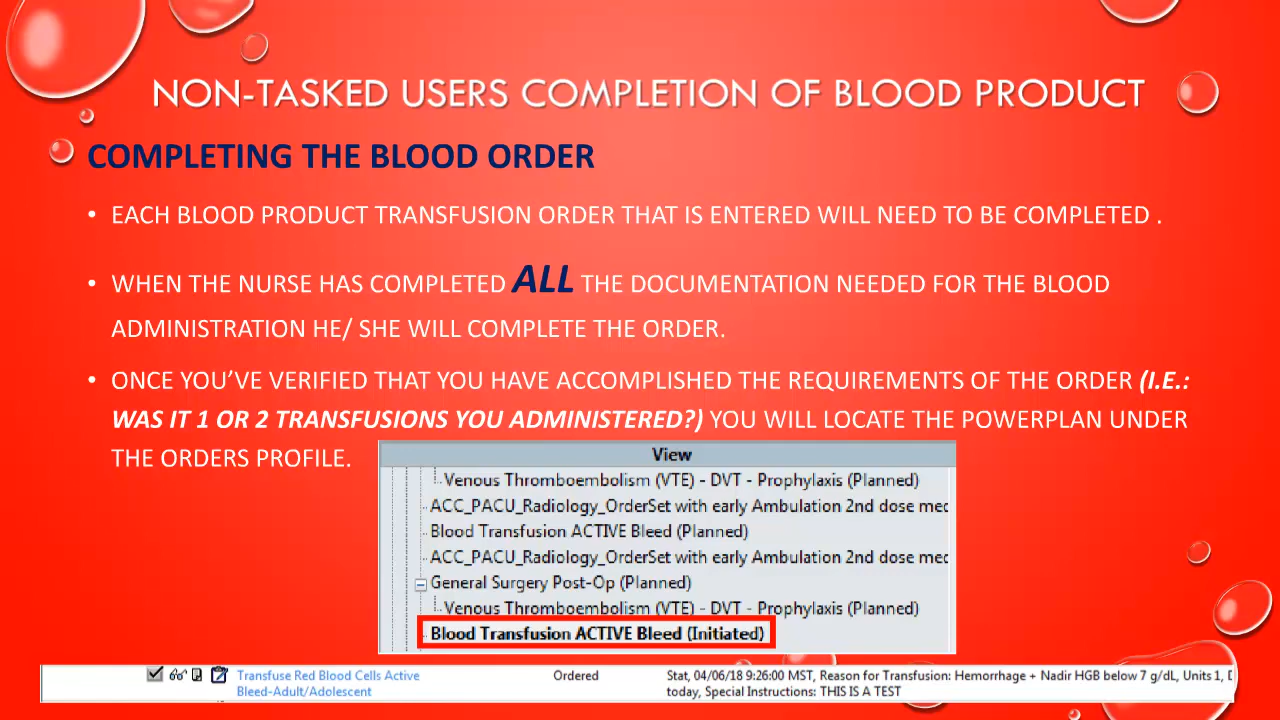 NON-TASKED USERS COMPLETION OF BLOOD PRODUCT
COMPLETING THE BLOOD ORDER
• EACH BLOOD PRODUCT TRANSFUSION ORDER THAT IS ENTERED WILL NEED TO BE COMPLETED .
• WHEN THE NURSE HAS COMPLETED ALL THE DOCUMENTATION NEEDED FOR THE BLOOD
ADMINISTRATION HE/ SHE WILL COMPLETE THE ORDER.
• ONCE YOU'VE VERIFIED THAT YOU HAVE ACCOMPLISHED THE REQUIREMENTS OF THE ORDER (I.E.:
WAS IT 1 OR 2 TRANSFUSIONS YOU ADMINISTERED?) YOU WILL LOCATE THE POWERPLAN UNDER
THE ORDERS PROFILE.
View
Venous Thromboembolism (VTE) - DVT - Prophylaxis (Planned)
ACC_PACU_Radiology_OrderSet with early Ambulation 2nd dose mec
Blood Transfusion ACTIVE Bleed (Planned)
ACC_PACU_Radiology_OrderSet with early Ambulation 2nd dose mec
General Surgery Post-Op (Planned)
Venous Thromboembolism (VTE) - DVT - Prophylaxis (Planned)
Blood Transfusion ACTIVE Bleed (Initiated)
Transfuse Red Blood Cells Active Ordered Stat, 04/06/18 9:26:00 MST, Reason for Transfusion: Hemorrhage + Nadir HGB below 7 g/dL, Units 1,
Bleed-Adult/Adolescent today, Special Instructions: THIS IS A TEST